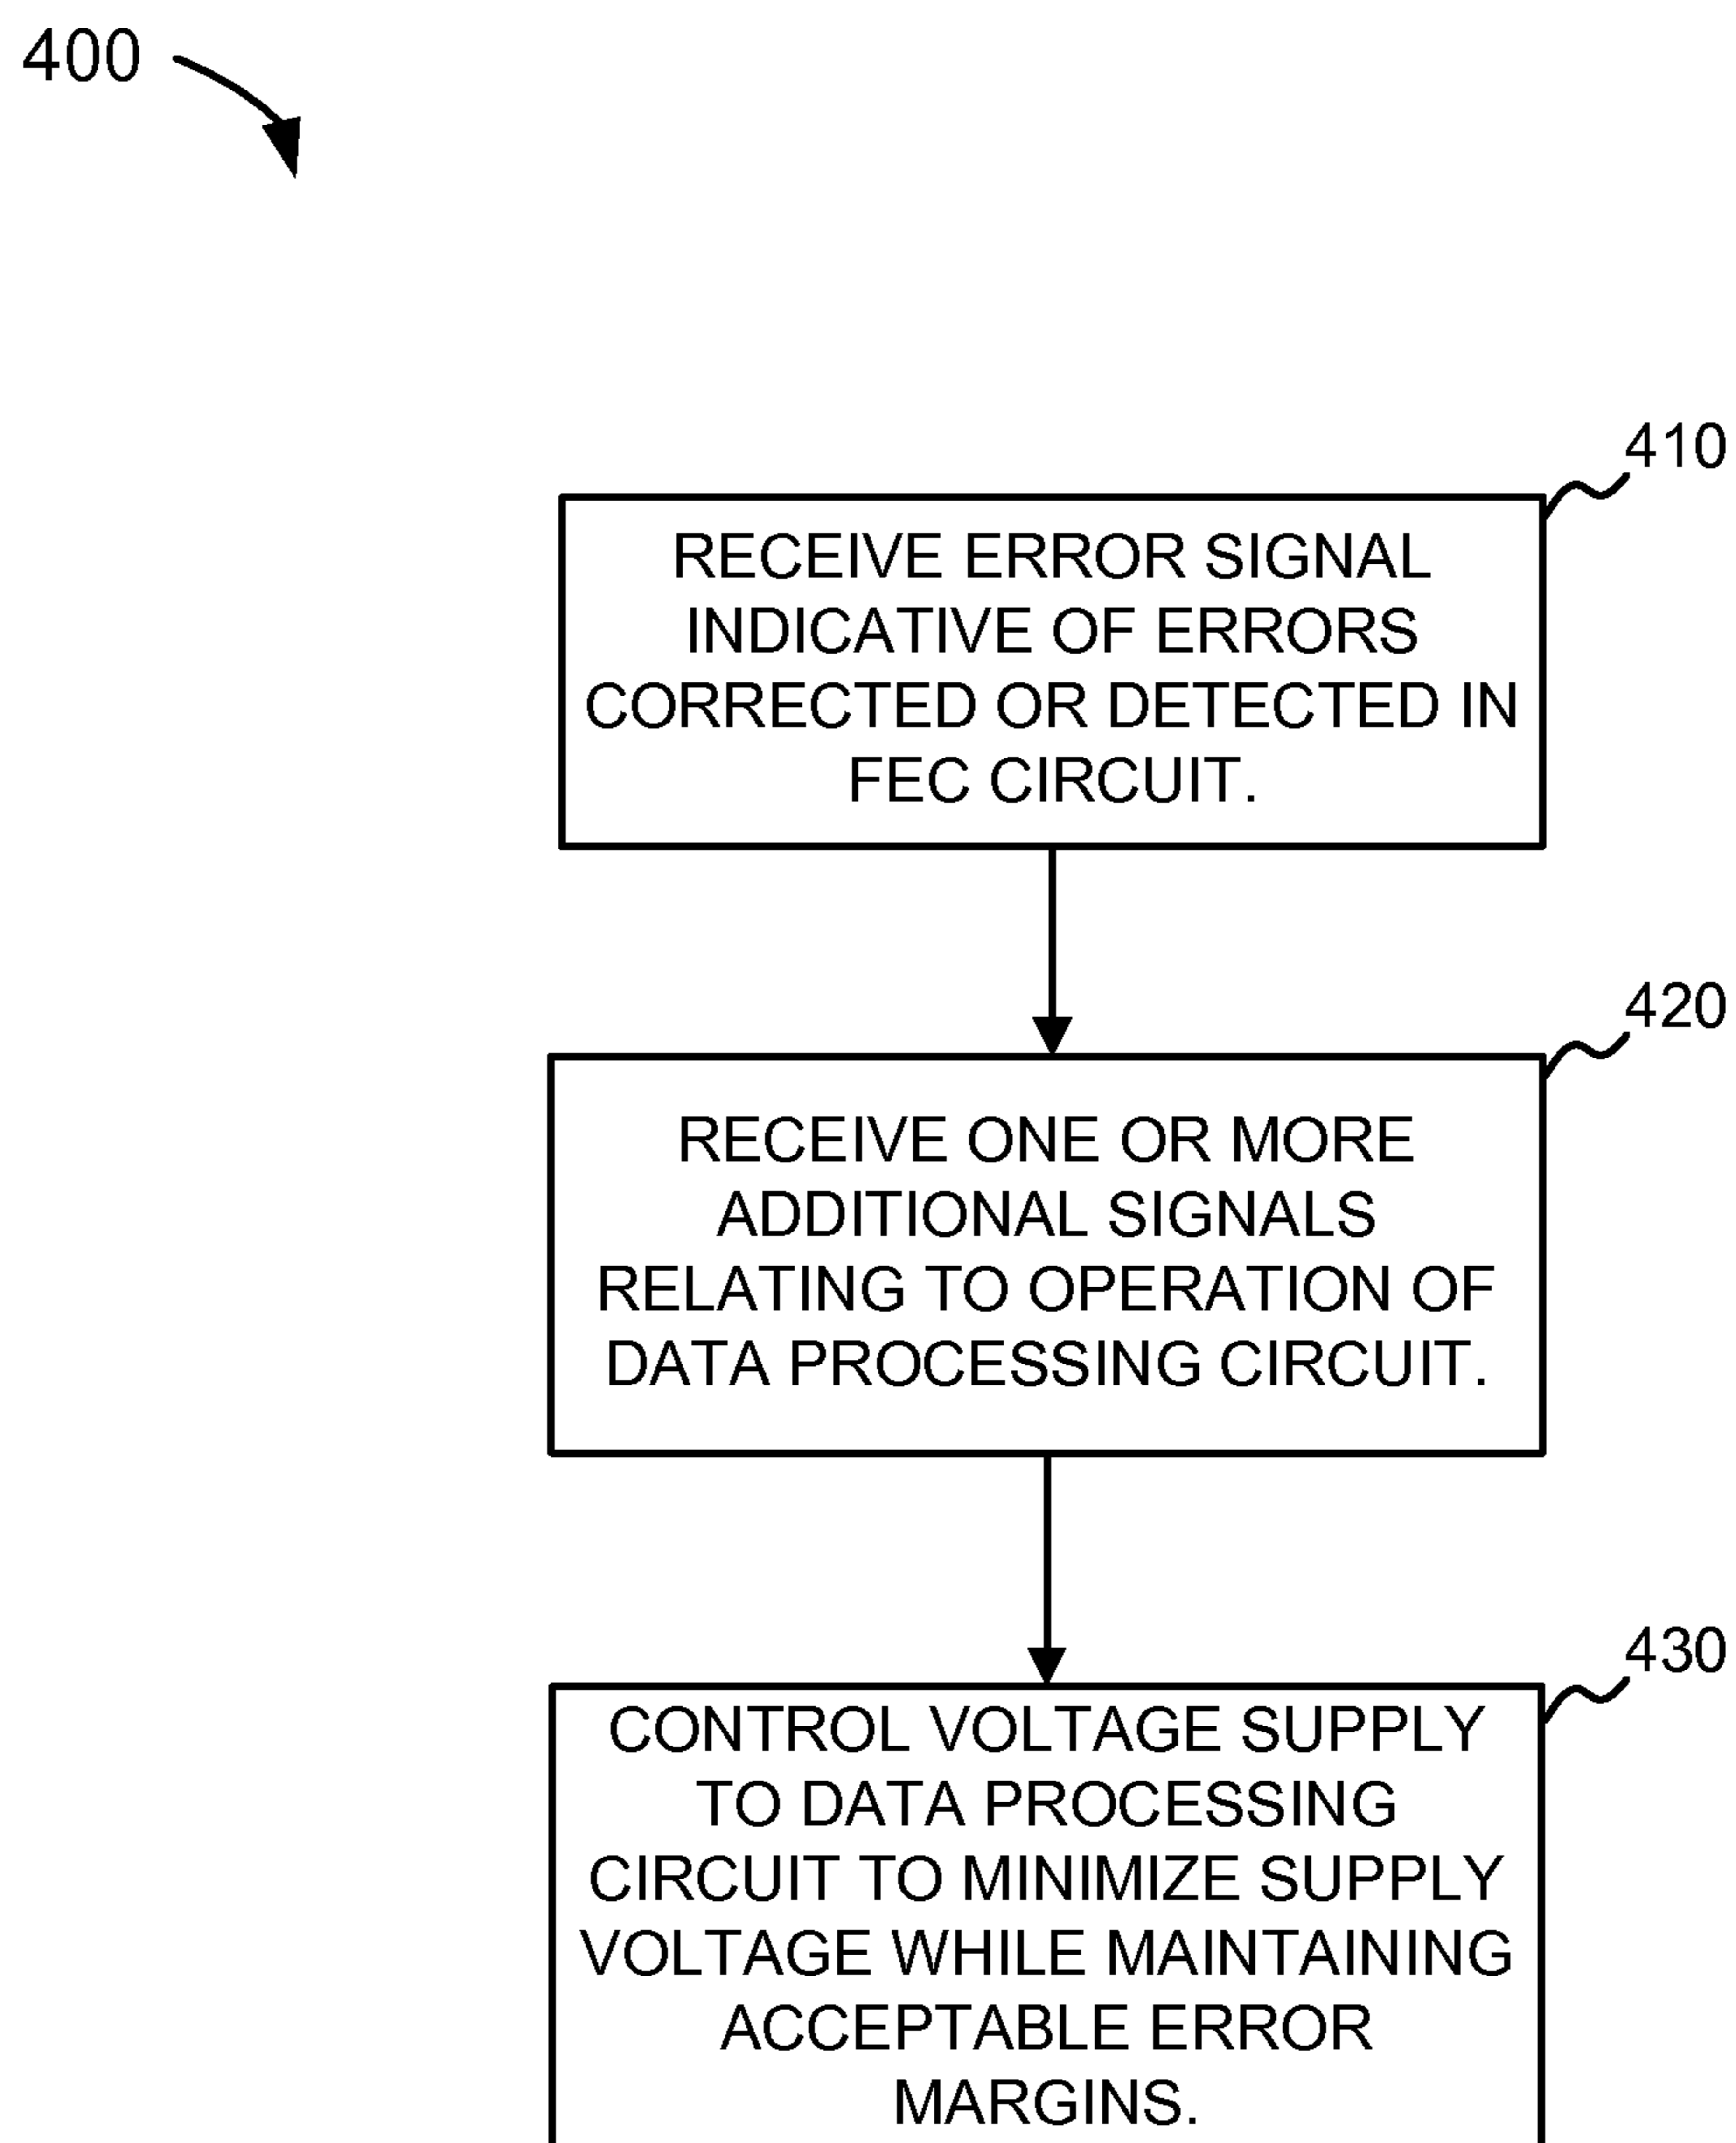 400
410
RECEIVE ERROR SIGNAL
INDICATIVE OF ERRORS
CORRECTED OR DETECTED IN
FEC CIRCUIT.
420
RECEIVE ONE OR MORE
ADDITIONAL SIGNALS
RELATING TO OPERATION OF
DATA PROCESSING CIRCUIT.
430
CONTROL VOLTAGE SUPPLY
TO DATA PROCESSING
CIRCUIT TO MINIMIZE SUPPLY
VOLTAGE WHILE MAINTAINING
ACCEPTABLE ERROR
MARGINS.